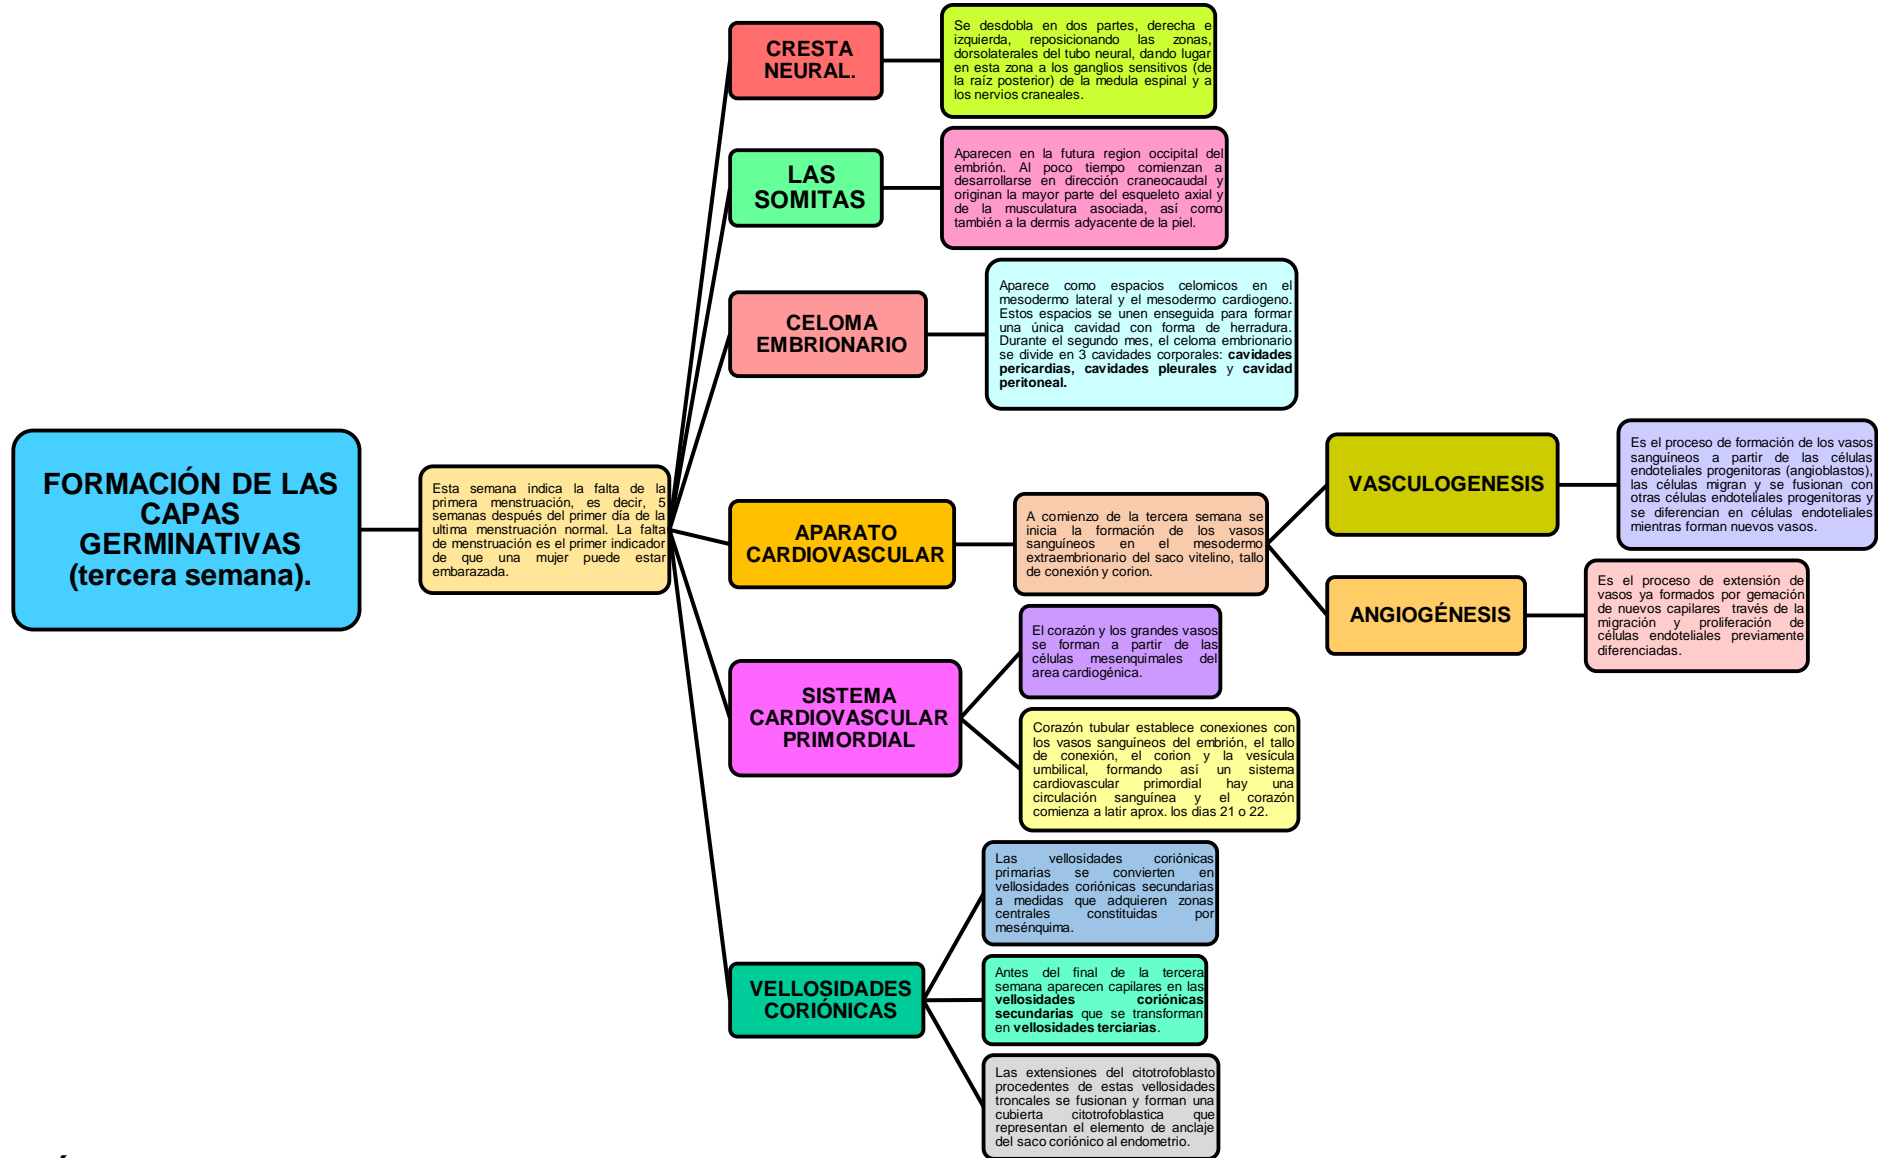 FORMACIÓN DE LAS
CAPAS
GERMINATIVAS
(tercera semana).
Esta semana indica la falta de la
primera menstruación, es decir, 5
semanas después del primer día de la
ultima menstruación normal. La falta
de menstruación es el primer indicador
de que una mujer puede estar
embarazada.
CRESTA
NEURAL.
Se desdobla en dos partes, derecha e
izquierda, reposicionando las zonas,
dorsolaterales del tubo neural, dando lugar
en esta zona a los ganglios sensitivos (de
la raíz posterior) de la medula espinal y a
los nervios craneales.
LAS
SOMITAS
Aparecen en la futura region occipital del
embrión. Al poco tiempo comienzan a
desarrollarse en dirección craneocaudal y
originan la mayor parte del esqueleto axial y
de la musculatura asociada, así como
también a la dermis adyacente de la piel.
CELOMA
EMBRIONARIO
Aparece como espacios celomicos en el
mesodermo lateral y el mesodermo cardiogeno.
Estos espacios se unen enseguida para formar
una única cavidad con forma de herradura.
Durante el segundo mes, el celoma embrionario
se divide en 3 cavidades corporales: cavidades
pericardias, cavidades pleurales y cavidad
peritoneal.
APARATO
CARDIOVASCULAR
A comienzo de la tercera semana se
inicia la formación de los vasos
sanguíneos en el mesodermo
extraembrionario del saco vitelino, tallo
de conexión y corion.
VASCULOGENESIS
Es el proceso de formación de los vasos
sanguíneos a partir de las células
endoteliales progenitoras (angioblastos),
las células migran y se fusionan con
otras células endoteliales progenitoras y
se diferencian en células endoteliales
mientras forman nuevos vasos.
ANGIOGÉNESIS
Es el proceso de extensión de
vasos ya formados por gemación
de nuevos capilares través de la
migración y proliferación de
células endoteliales previamente
diferenciadas.
SISTEMA
CARDIOVASCULAR
PRIMORDIAL
El corazón y los grandes vasos
se forman a partir de las
células mesenquimales del
area cardiogénica.
Corazón tubular establece conexiones con
los vasos sanguíneos del embrión, el tallo
de conexión, el corion y la vesícula
umbilical, formando así un sistema
cardiovascular primordial hay una
circulación sanguínea y el corazón
comienza a latir aprox. los dias 21 o 22.
VELLOSIDADES
CORIÓNICAS
Las vellosidades coriónicas
primarias se convierten en
vellosidades coriónicas secundarias
a medidas que adquieren zonas
centrales constituidas por
mesénquima.
Antes del final de la tercera
semana aparecen capilares en las
vellosidades coriónicas
secundarias que se transforman
en vellosidades terciarias.
Las extensiones del citotrofoblasto
procedentes de estas vellosidades
troncales se fusionan y forman una
cubierta citotrofoblastica que
representan el elemento de anclaje
del saco coriónico al endometrio.